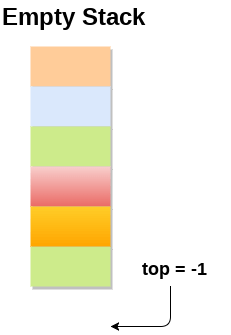 Empty Stack
top = -1